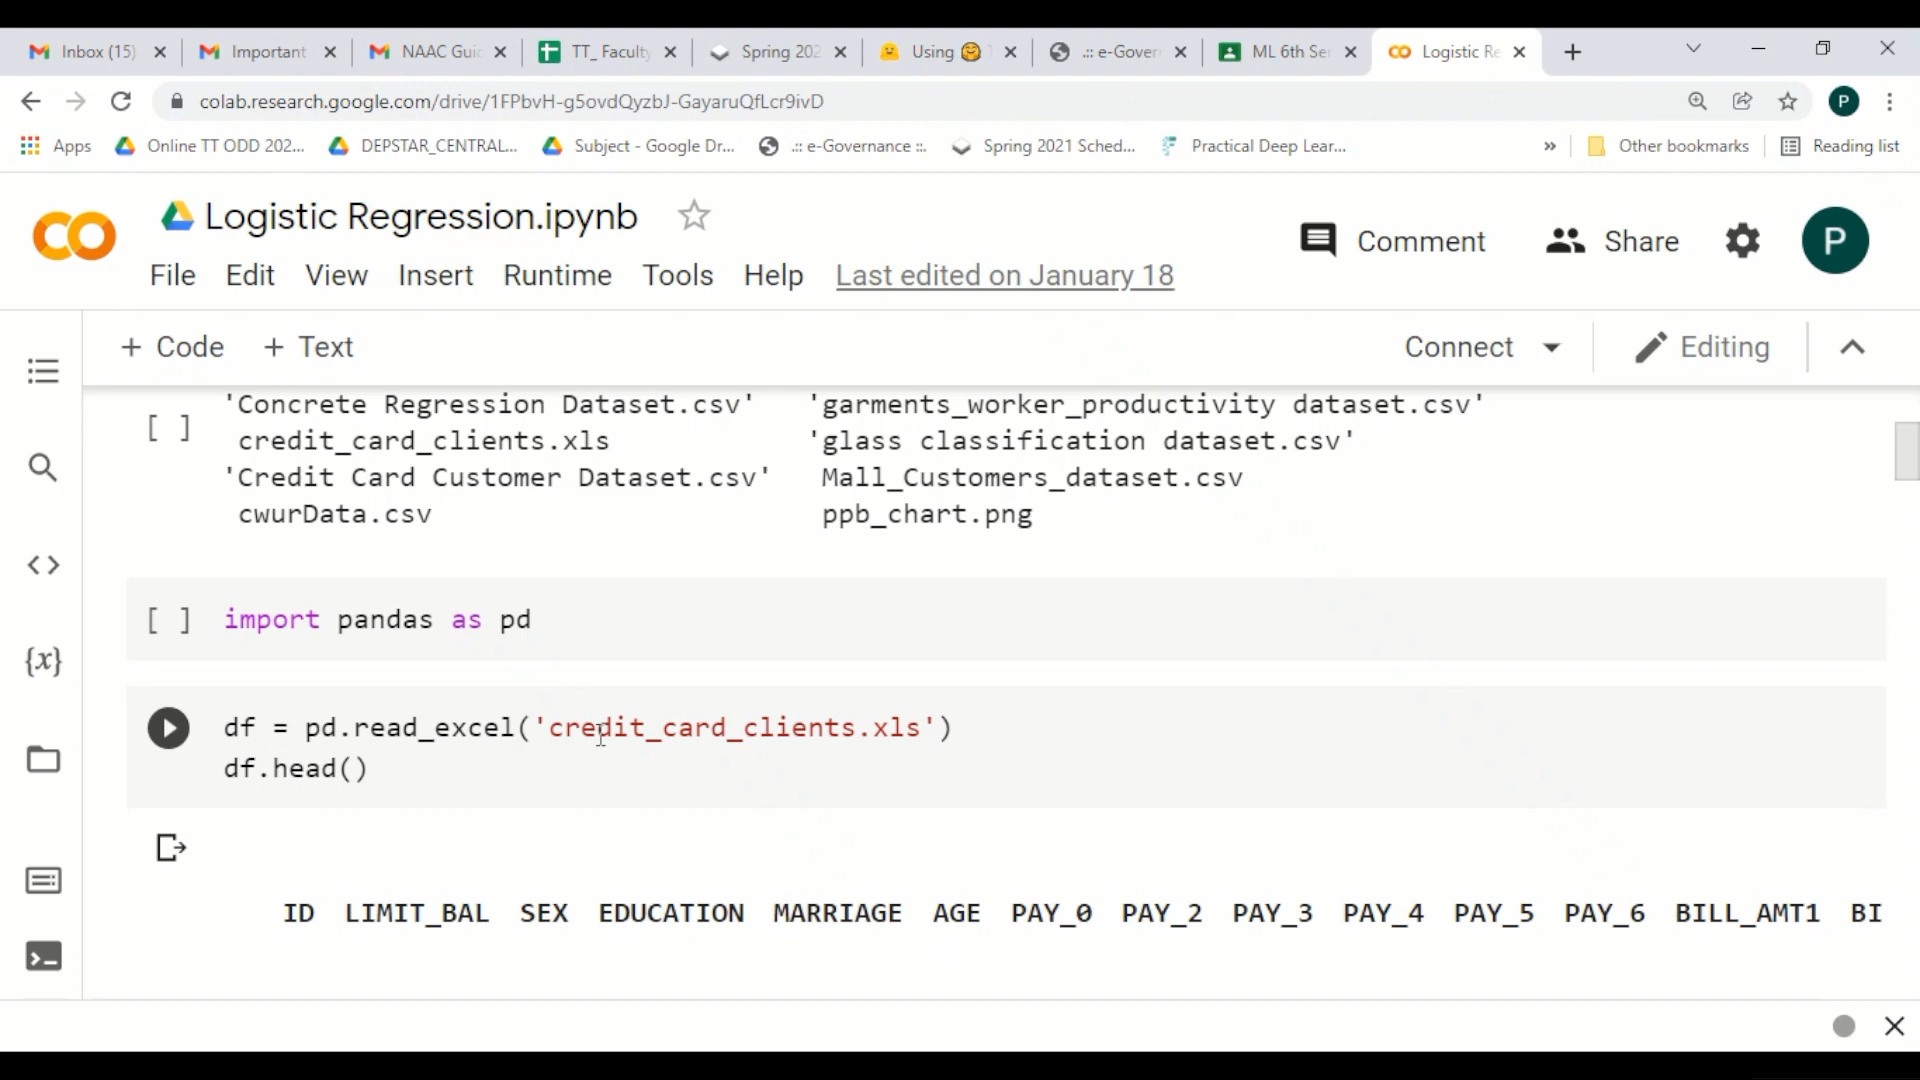 Inbox (15)
Important
NAAC Guid
TT_ Faculty
Spring 202
Using 🤗 T
.:: e-Govern
ML 6th Se
Logistic Re
colab.research.google.com/drive/1FPbvH-g5ovdQyzbJ-GayaruQfLcr9ivD
P
Apps
Online TT ODD 202...
DEPSTAR_CENTRAL...
Subject - Google Dr...
.:: e-Governance ::.
Spring 2021 Sched...
Practical Deep Lear...
»
Other bookmarks
Reading list
Logistic Regression.ipynb
Comment
Share
P
File Edit View Insert Runtime Tools Help Last edited on January 18
+ Code + Text
Connect
Editing
'Concrete Regression Dataset.csv' 'garments_worker_productivity dataset.csv'
[ ] credit_card_clients.xls 'glass classification dataset.csv'
'Credit Card Customer Dataset.csv' Mall_Customers_dataset.csv
cwurData.csv ppb_chart.png
[ ] import pandas as pd
df = pd.read_excel('credit_card_clients.xls')
df.head()
ID LIMIT_BAL SEX EDUCATION MARRIAGE AGE PAY_0 PAY_2 PAY_3 PAY_4 PAY_5 PAY_6 BILL_AMT1 BI